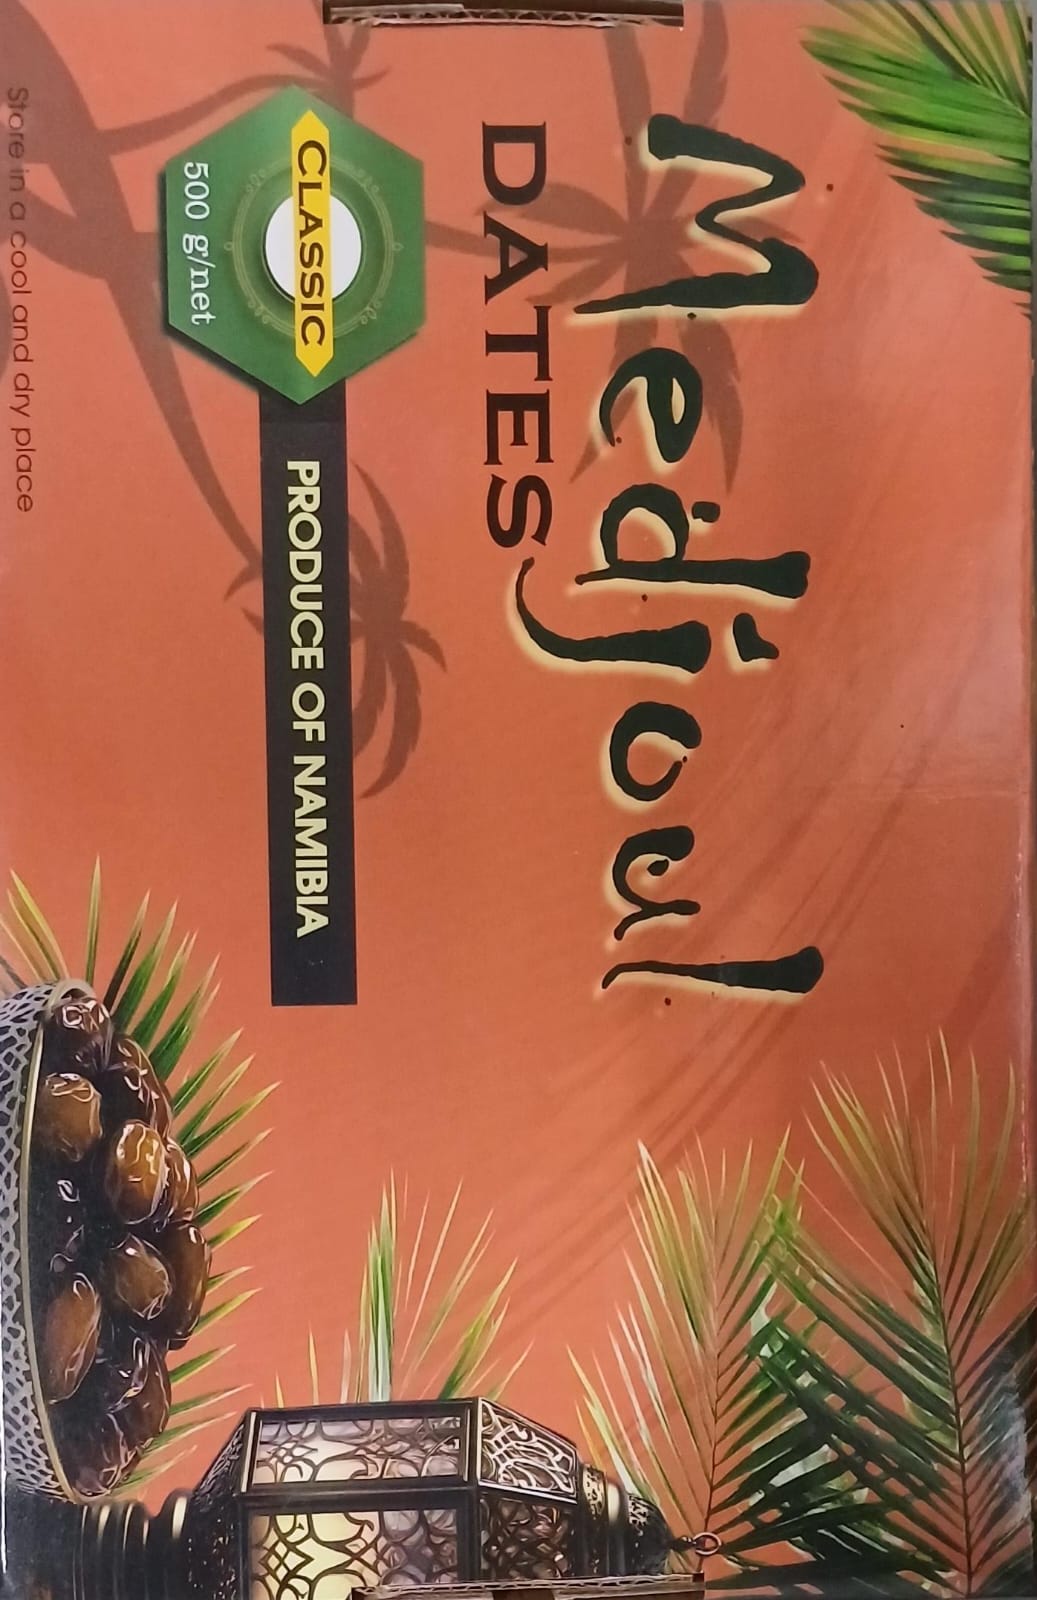 Medjoul
DATES
CLASSIC
500 g/net
PRODUCE OF NAMIBIA
Store in a cool and dry place